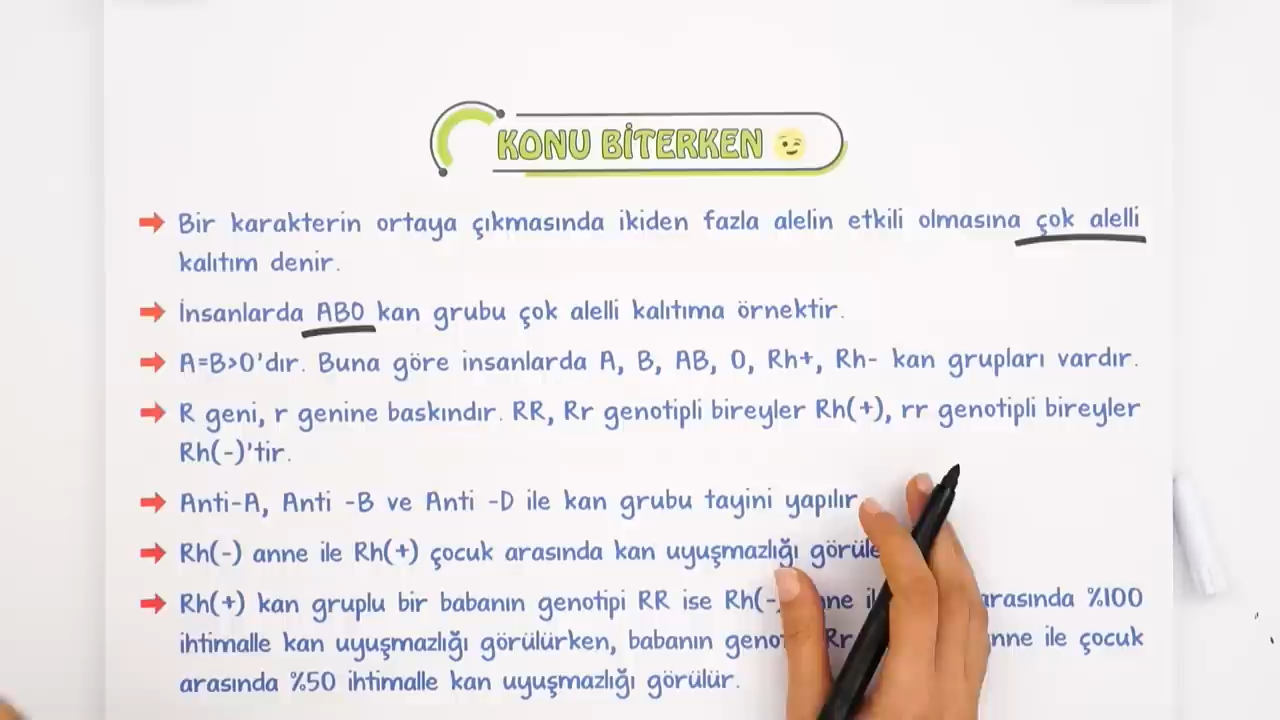 KONU BİTERKEN
Bir karakterin ortaya çıkmasında ikiden fazla alelin etkili olmasına çok alelli
kalıtım denir.
İnsanlarda ABO kan grubu çok alelli kalıtıma örnektir.
A=B>O'dır. Buna göre insanlarda A, B, AB, O, Rh+, Rh- kan grupları vardır.
R geni, r genine baskındır. RR, Rr genotipli bireyler Rh(+), rr genotipli bireyler
Rh(-)'tir.
Anti-A, Anti -B ve Anti -D ile kan grubu tayini yapılır
Rh(-) anne ile Rh(+) çocuk arasında kan uyuşmazlığı
Rh(+) kan gruplu bir babanın genotipi RR ise arasında %100
ihtimalle kan uyuşmazlığı görülürken, babanın Rr ile çocuk
arasında %50 ihtimalle kan uyuşmazlığı görülür.